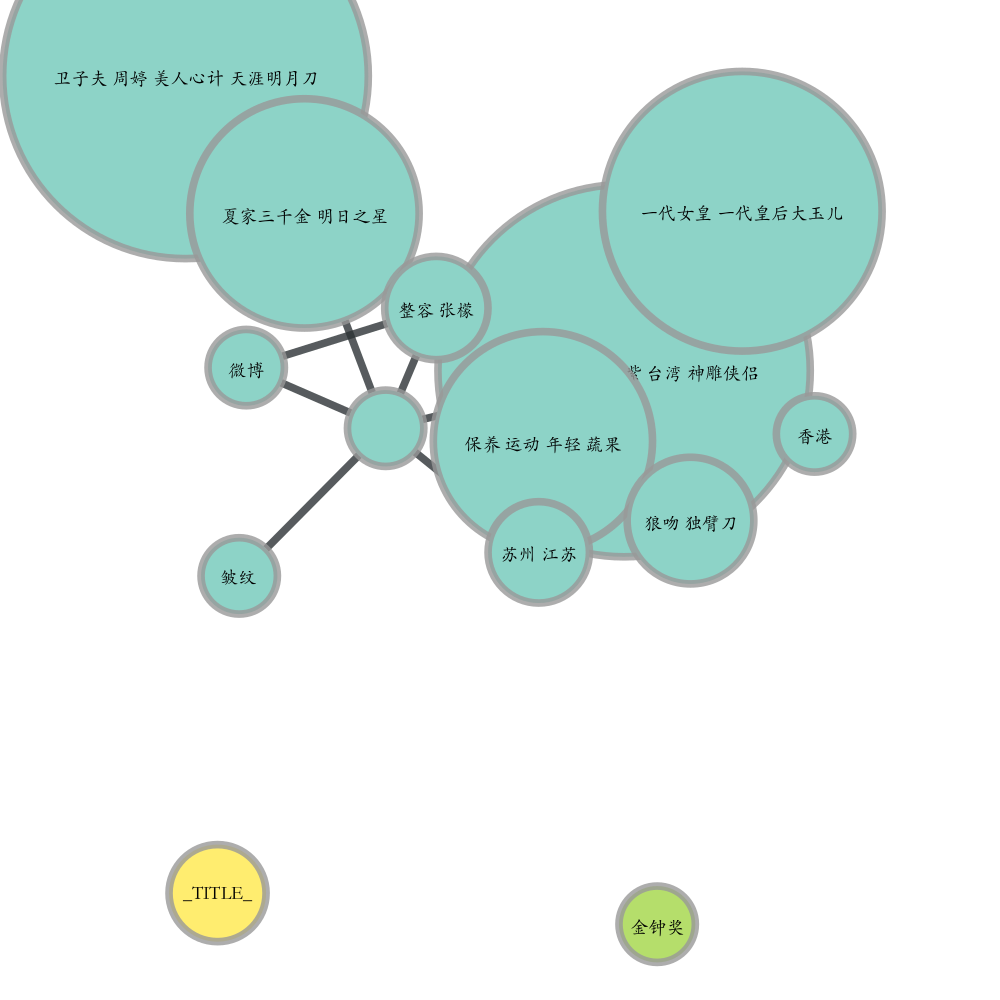 卫子夫 周婷 美人心计 天涯明月刀
夏家三千金 明日之星
一代女皇 一代皇后大玉儿
整容 张檬
微博
台湾 神雕侠侣
保养 运动 年轻 蔬果
香港
狼吻 独臂刀
苏州 江苏
皱纹
_TITLE_
金钟奖